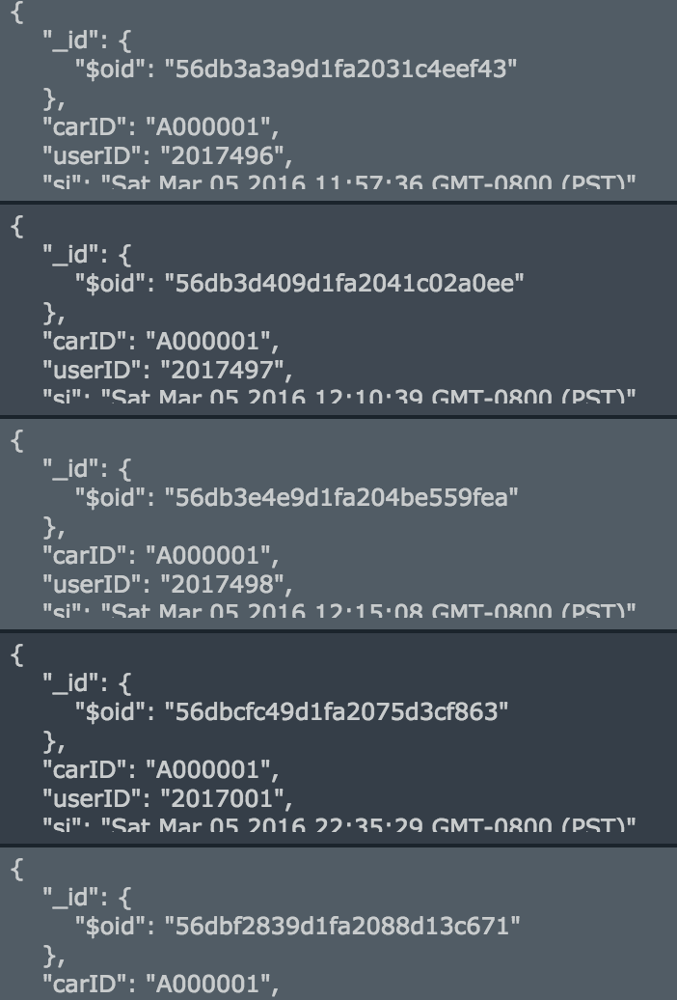 {
"_id": {
"$oid": "56db3a3a9d1fa2031c4eef43"
},
"carID": "A000001",
"userID": "2017496",
"si": "Sat Mar 05 2016 11:57:36 GMT-0800 (PST)"
{
"_id": {
"$oid": "56db3d409d1fa2041c02a0ee"
},
"carID": "A000001",
"userID": "2017497",
"si": "Sat Mar 05 2016 12:10:39 GMT-0800 (PST)"
{
"_id": {
"$oid": "56db3e4e9d1fa204be559fea"
},
"carID": "A000001",
"userID": "2017498",
"si": "Sat Mar 05 2016 12:15:08 GMT-0800 (PST)"
{
"_id": {
"$oid": "56dbcfc49d1fa2075d3cf863"
},
"carID": "A000001",
"userID": "2017001",
"si": "Sat Mar 05 2016 22:35:29 GMT-0800 (PST)"
{
"_id": {
"$oid": "56dbf2839d1fa2088d13c671"
},
"carID": "A000001",